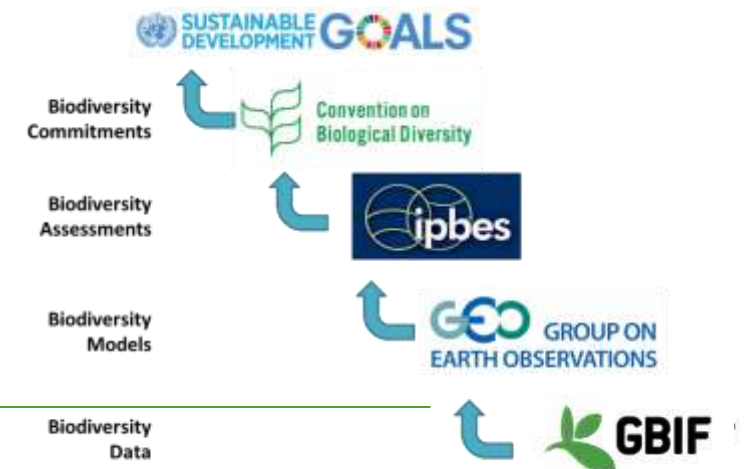 SUSTAINABLE
DEVELOPMENT GOALS
Biodiversity
Commitments
Convention on
Biological Diversity
Biodiversity
Assessments
ipbes
Biodiversity
Models
GEO GROUP ON
EARTH OBSERVATIONS
Biodiversity
Data
GBIF